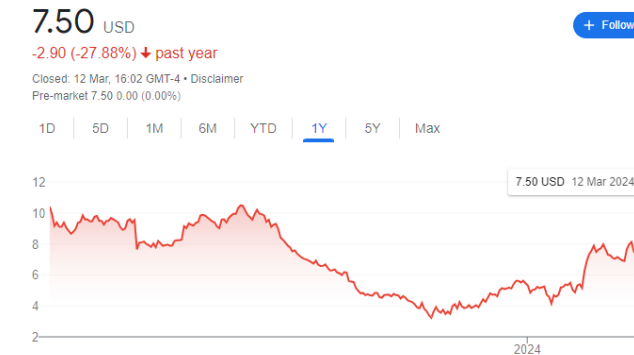 7.50 USD
+ Follow
-2.90 (-27.88%) ↓ past year
Closed: 12 Mar, 16:02 GMT-4 • Disclaimer
Pre-market 7.50 0.00 (0.00%)
1D 5D 1M 6M YTD 1Y 5Y Max
7.50 USD 12 Mar 2024
12
10
8
6
4
2
2024